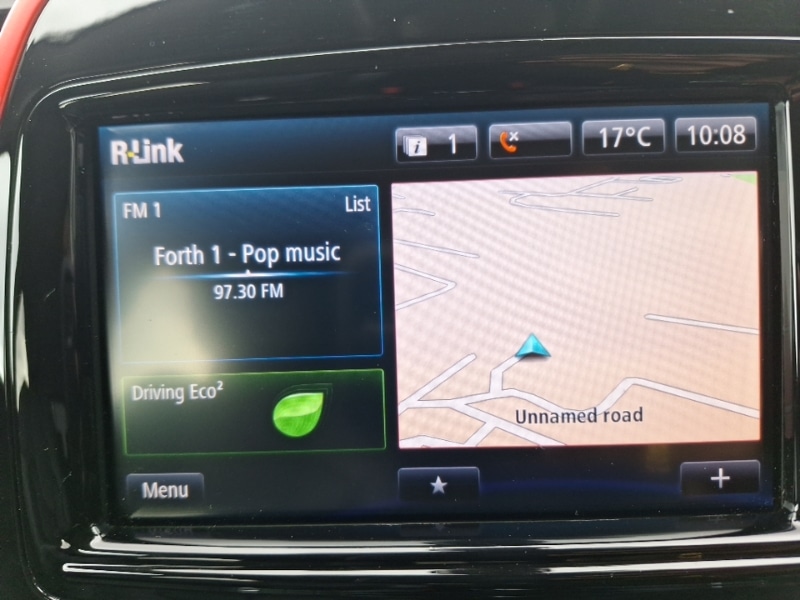 R-Link
i 1
17°C
10:08
FM 1
List
Forth 1 - Pop music
97.30 FM
Driving Eco²
Unnamed road
Menu